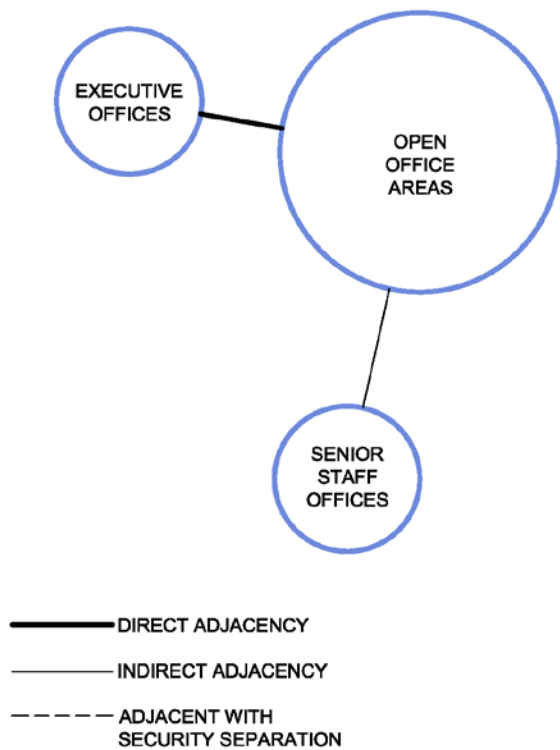 EXECUTIVE
OFFICES
OPEN
OFFICE
AREAS
SENIOR
STAFF
OFFICES
DIRECT ADJACENCY
INDIRECT ADJACENCY
ADJACENT WITH
SECURITY SEPARATION